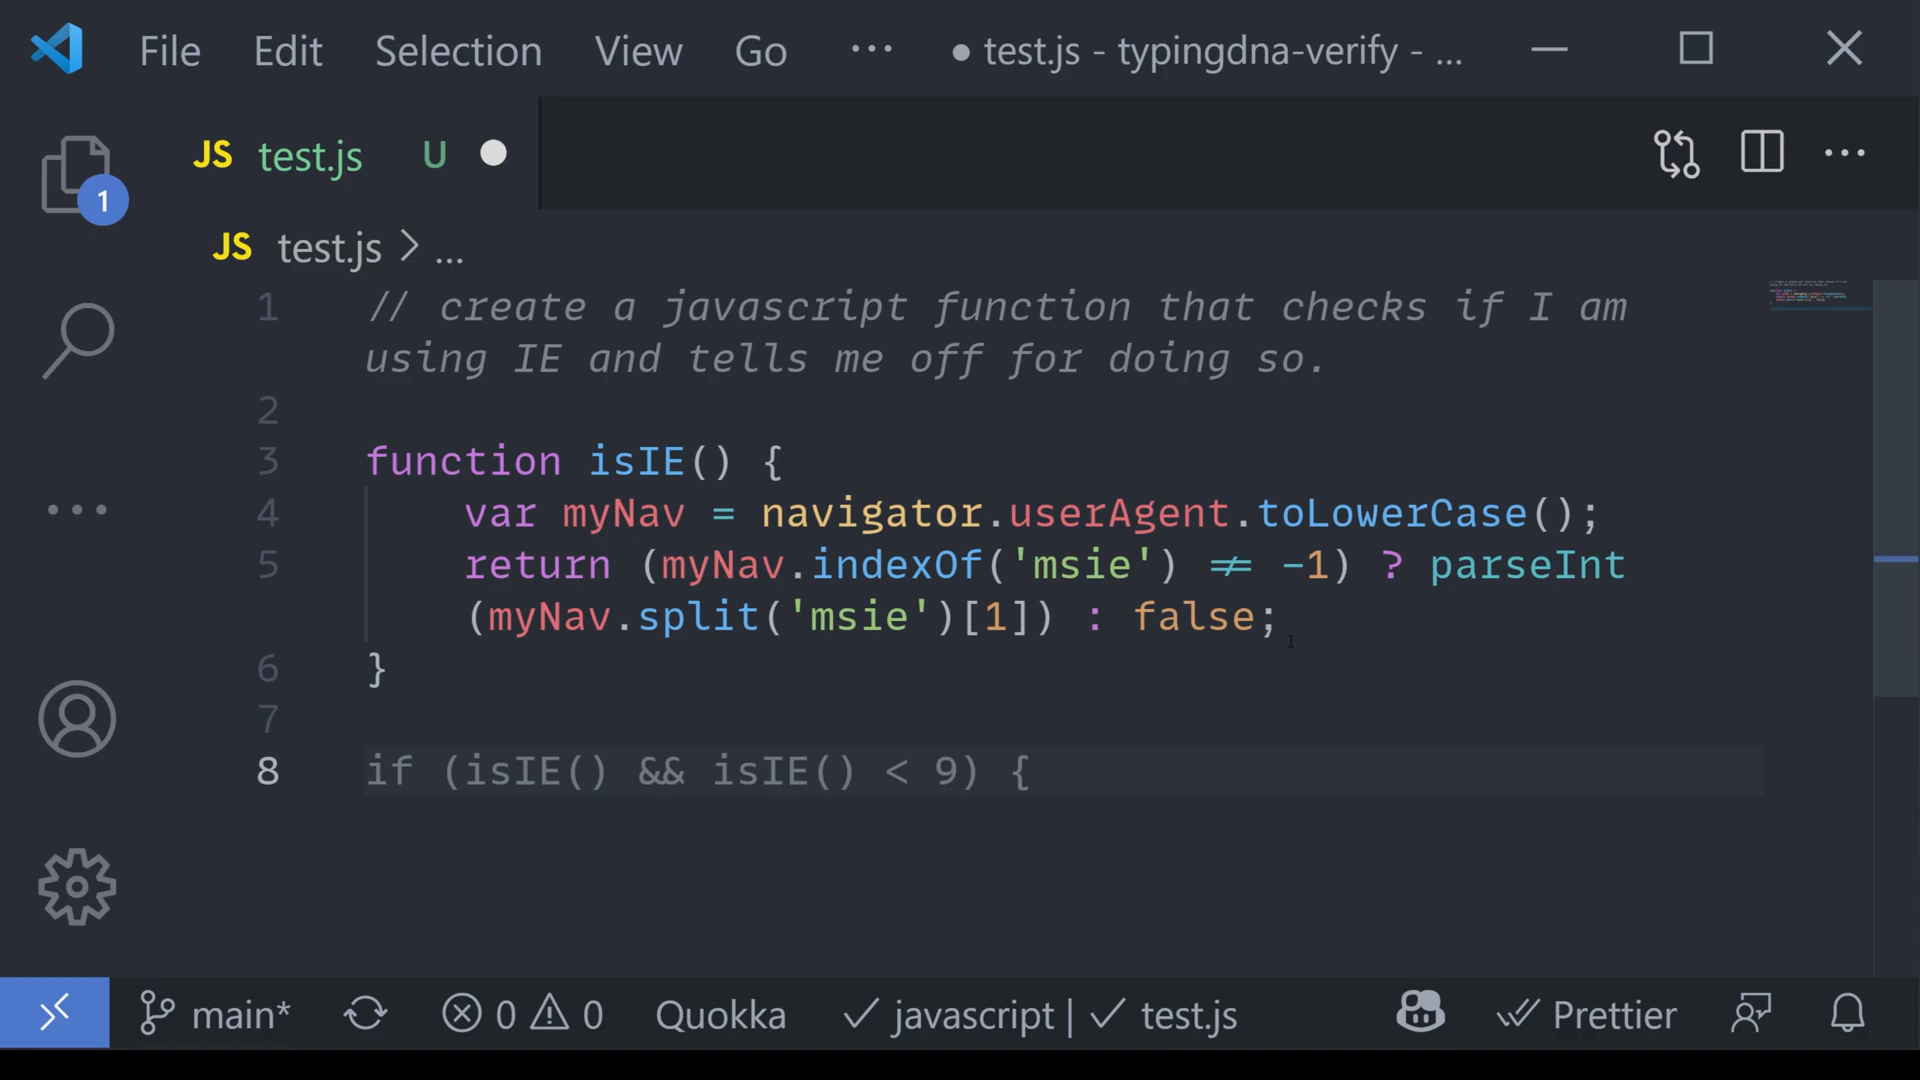 File Edit Selection View Go ··· ● test.js - typingdna-verify - ...
JS test.js U
1
JS test.js > ...
1 // create a javascript function that checks if I am
using IE and tells me off for doing so.
2
3 function isIE() {
4 var myNav = navigator.userAgent.toLowerCase();
5 return (myNav.indexOf('msie') != -1) ? parseInt
(myNav.split('msie')[1]) : false;
6 }
7
8 if (isIE() && isIE() < 9) {
main* 0 0 Quokka ✓ javascript | ✓ test.js Prettier